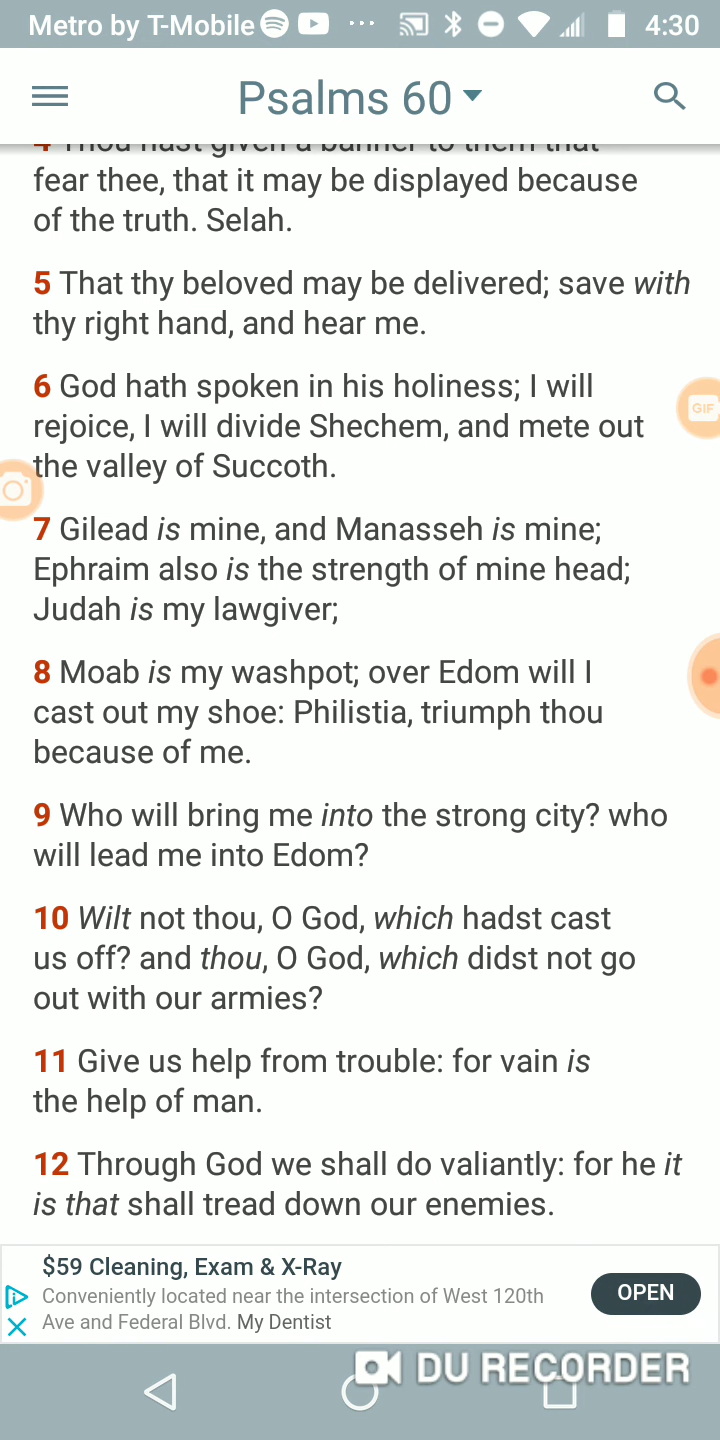 Metro by T-Mobile ... 4:30
Psalms 60
4 Thou hast given a banner to them that
fear thee, that it may be displayed because
of the truth. Selah.
5 That thy beloved may be delivered; save with
thy right hand, and hear me.
6 God hath spoken in his holiness; I will
rejoice, I will divide Shechem, and mete out
the valley of Succoth.
7 Gilead is mine, and Manasseh is mine;
Ephraim also is the strength of mine head;
Judah is my lawgiver;
8 Moab is my washpot; over Edom will I
cast out my shoe: Philistia, triumph thou
because of me.
9 Who will bring me into the strong city? who
will lead me into Edom?
10 Wilt not thou, O God, which hadst cast
us off? and thou, O God, which didst not go
out with our armies?
11 Give us help from trouble: for vain is
the help of man.
12 Through God we shall do valiantly: for he it
is that shall tread down our enemies.
GIF
$59 Cleaning, Exam & X-Ray
Conveniently located near the intersection of West 120th
Ave and Federal Blvd. My Dentist
OPEN
DU RECORDER